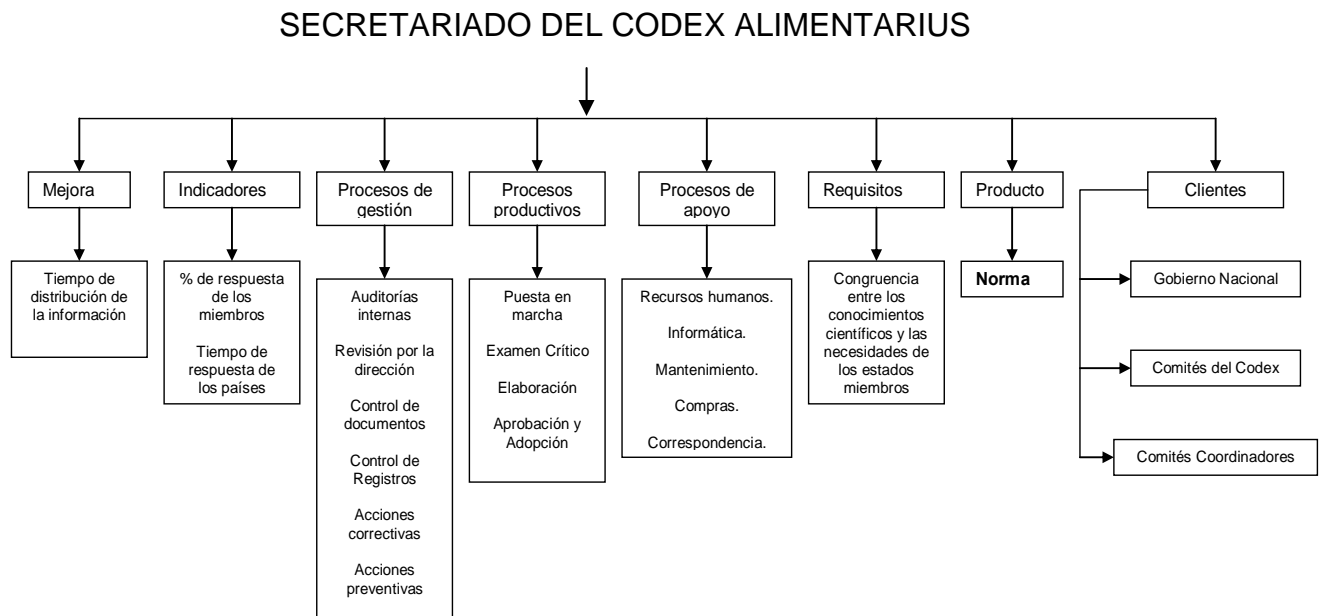 SECRETARIADO DEL CODEX ALIMENTARIUS
Mejora
Indicadores
Procesos de
gestión
Procesos
productivos
Procesos de
apoyo
Requisitos
Producto
Clientes
Tiempo de
distribución de
la información
% de respuesta
de los
miembros
Tiempo de
respuesta de
los países
Auditorías
internas
Revisión por la
dirección
Control de
documentos
Control de
Registros
Acciones
correctivas
Acciones
preventivas
Puesta en
marcha
Examen Crítico
Elaboración
Aprobación y
Adopción
Recursos humanos.
Informática.
Mantenimiento.
Compras.
Correspondencia.
Congruencia
entre los
conocimientos
científicos y las
necesidades de
los estados
miembros
Norma
Gobierno Nacional
Comités del Codex
Comités Coordinadores